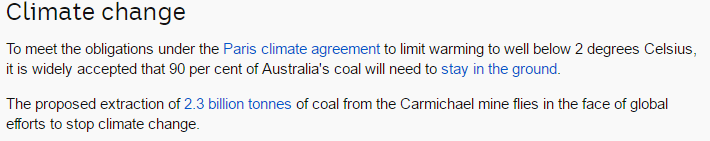 Climate change
To meet the obligations under the Paris climate agreement to limit warming to well below 2 degrees Celsius,
it is widely accepted that 90 per cent of Australia's coal will need to stay in the ground.
The proposed extraction of 2.3 billion tonnes of coal from the Carmichael mine flies in the face of global
efforts to stop climate change.